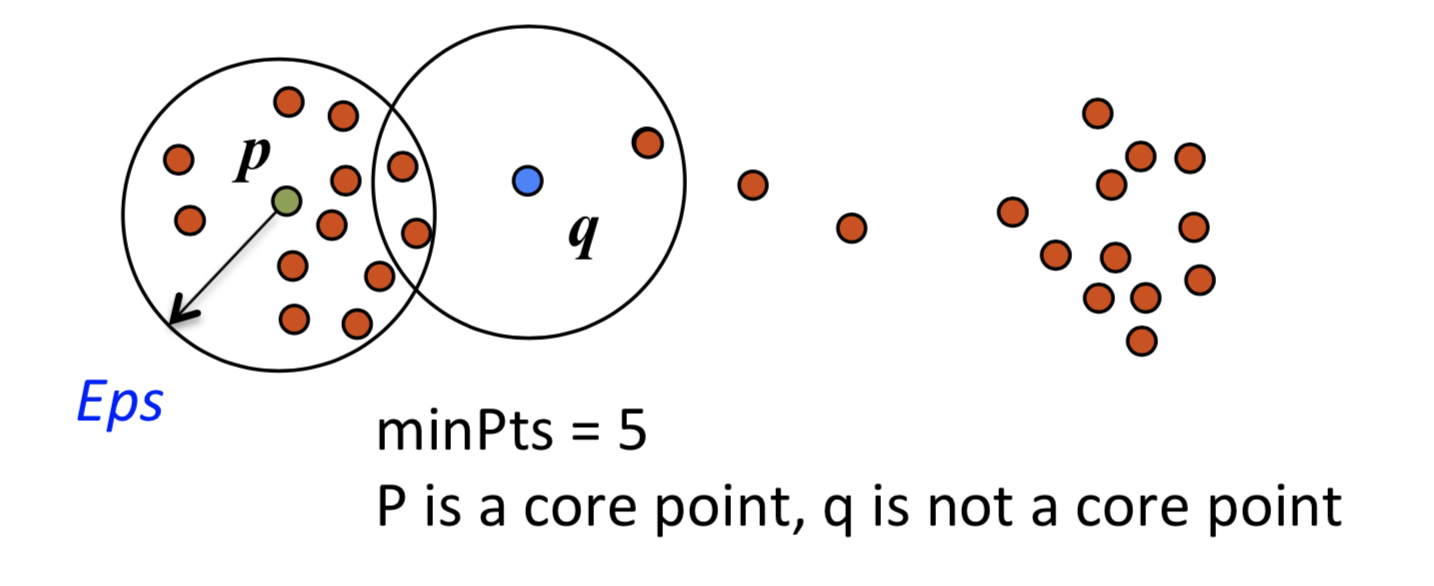 p
q
Eps
minPts = 5
P is a core point, q is not a core point